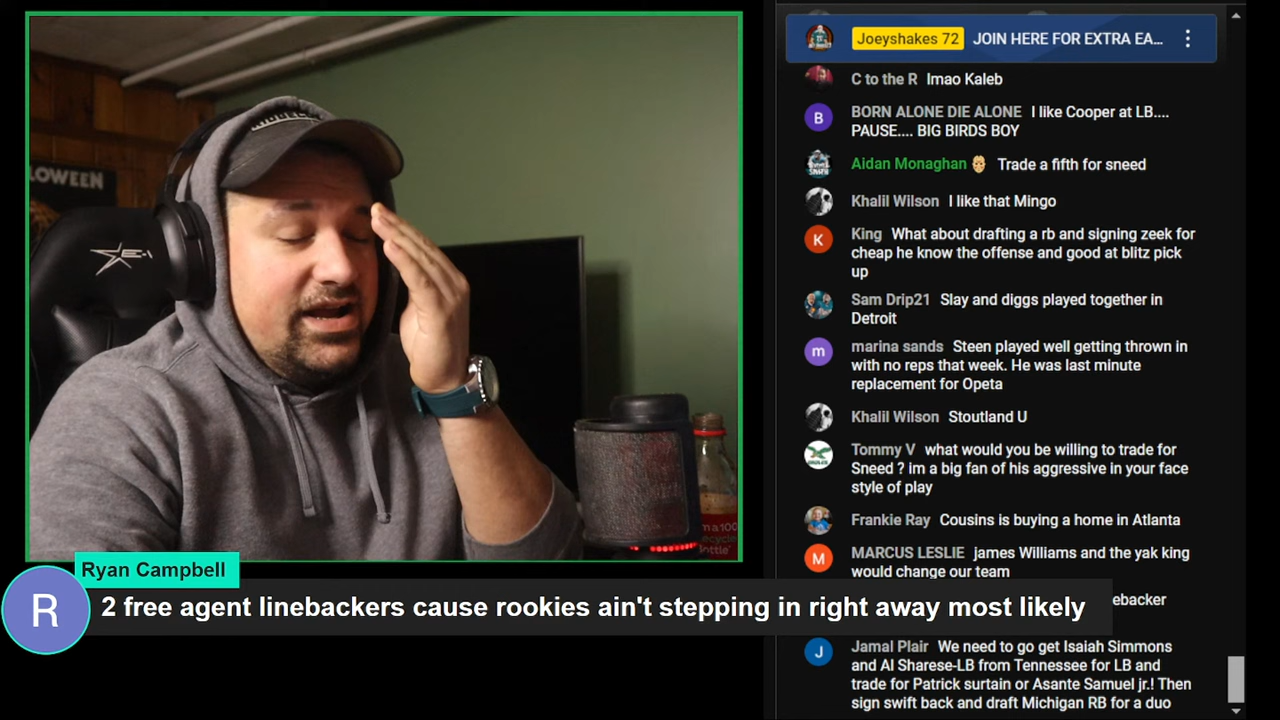 LOWEEN
Joeyshakes 72 JOIN HERE FOR EXTRA EA...
C to the R lmao Kaleb
BORN ALONE DIE ALONE I like Cooper at LB....
PAUSE.... BIG BIRDS BOY
Aidan Monaghan Trade a fifth for sneed
Khalil Wilson I like that Mingo
King What about drafting a rb and signing zeek for
cheap he know the offense and good at blitz pick
up
Sam Drip21 Slay and diggs played together in
Detroit
marina sands Steen played well getting thrown in
with no reps that week. He was last minute
replacement for Opeta
Khalil Wilson Stoutland U
Tommy V what would you be willing to trade for
Sneed ? im a big fan of his aggressive in your face
style of play
Frankie Ray Cousins is buying a home in Atlanta
MARCUS LESLIE james Williams and the yak king
would change our team
ebacker
Jamal Plair We need to go get Isaiah Simmons
and Al Sharese-LB from Tennessee for LB and
trade for Patrick surtain or Asante Samuel jr.! Then
sign swift back and draft Michigan RB for a duo
B
K
m
M
J
Ryan Campbell
R
2 free agent linebackers cause rookies ain't stepping in right away most likely